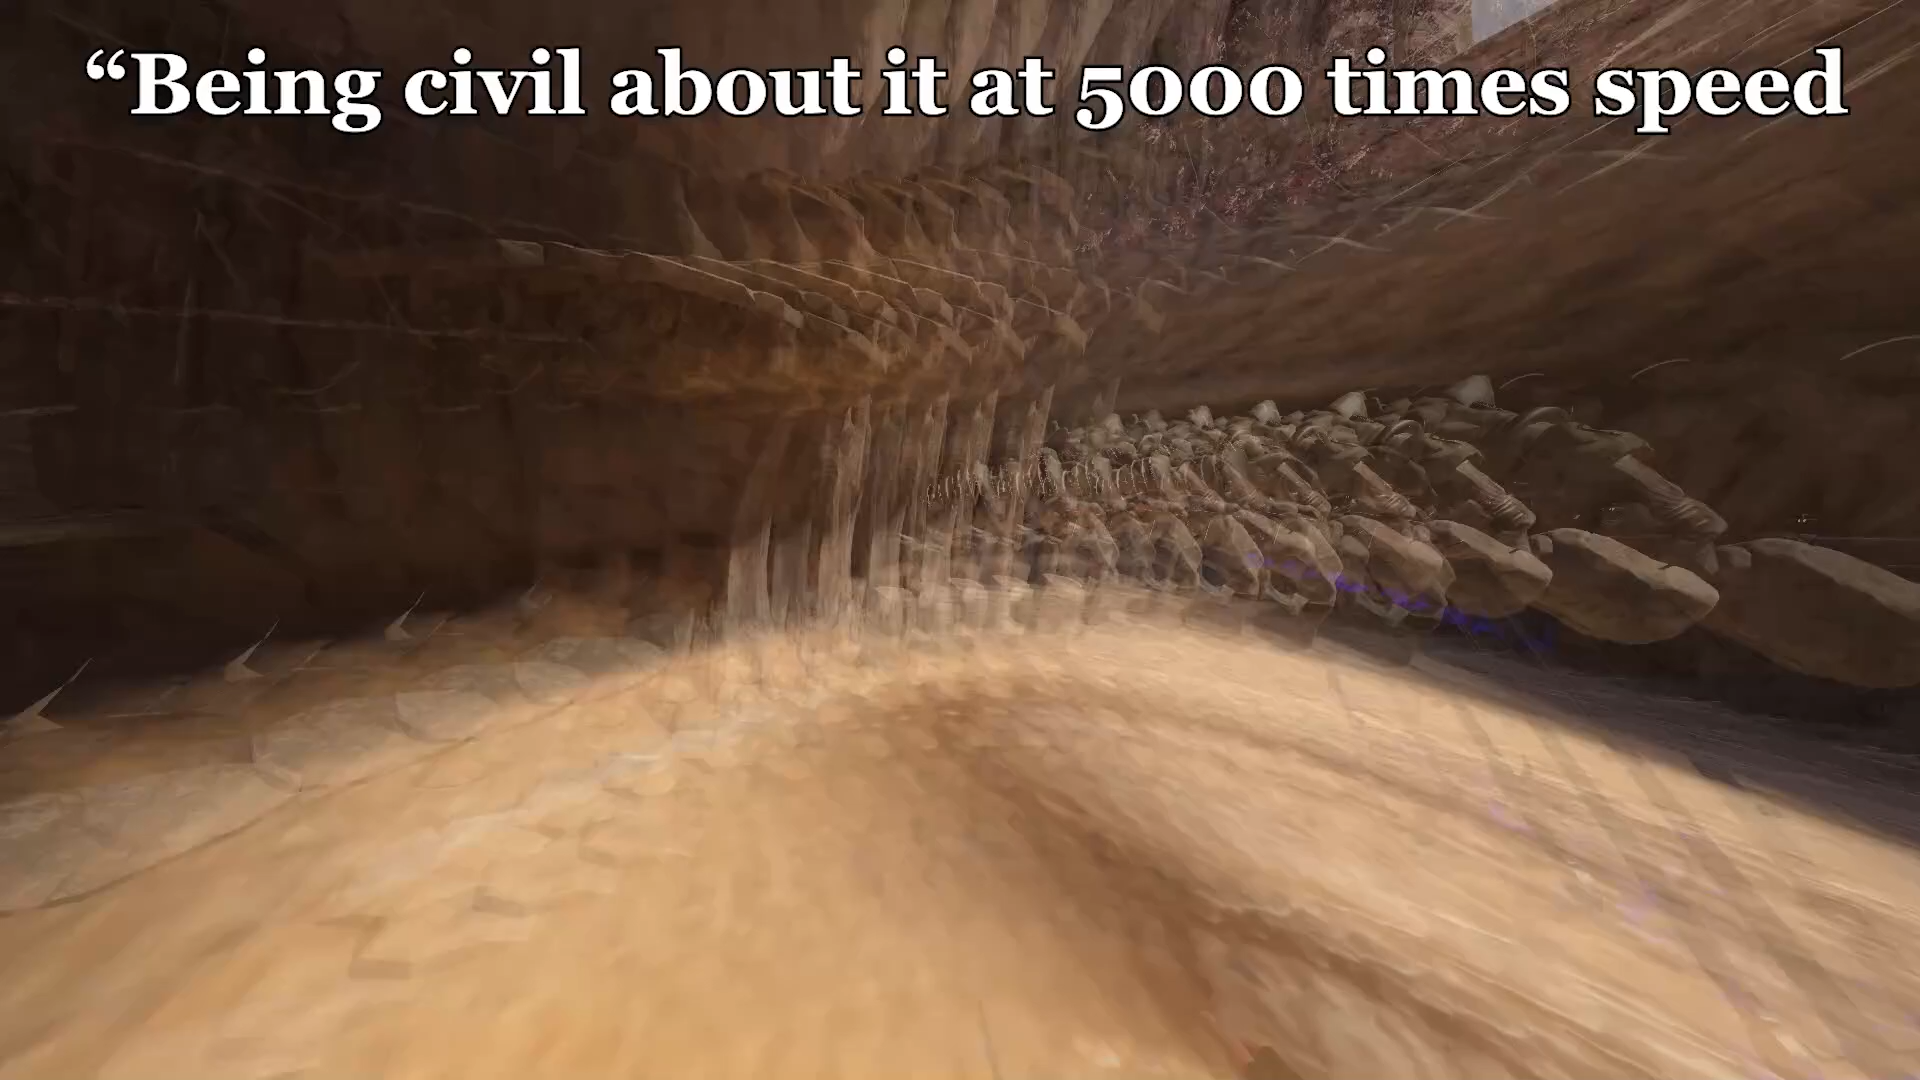 “Being civil about it at 5000 times speed